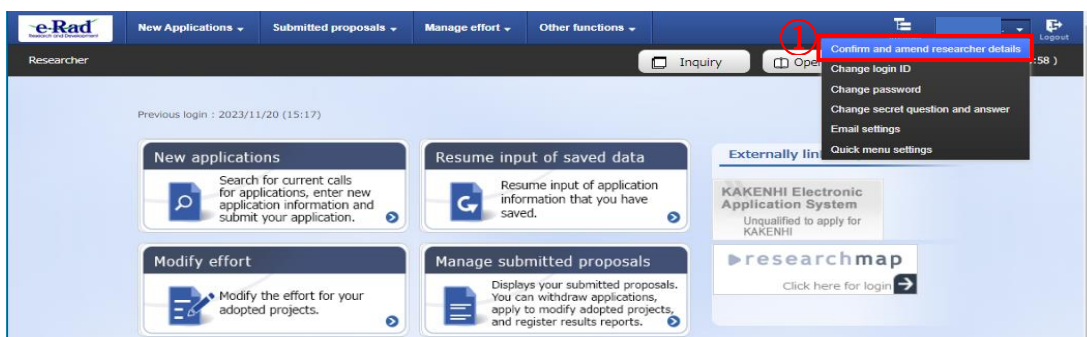 e-Rad
Research and Development
New Applications
Submitted proposals
Manage effort
Other functions
①
Logout
Researcher
Inquiry
Oper
:58 )
Confirm and amend researcher details
Change login ID
Change password
Change secret question and answer
Email settings
Quick menu settings
Previous login : 2023/11/20 (15:17)
New applications
Search for current calls
for applications, enter new
application information and
submit your application.
Resume input of saved data
Resume input of application
information that you have
saved.
Externally lin
KAKENHI Electronic
Application System
Unqualified to apply for
KAKENHI
Modify effort
Modify the effort for your
adopted projects.
Manage submitted proposals
Displays your submitted proposals.
You can withdraw applications,
apply to modify adopted projects,
and register results reports.
researchmap
Click here for login